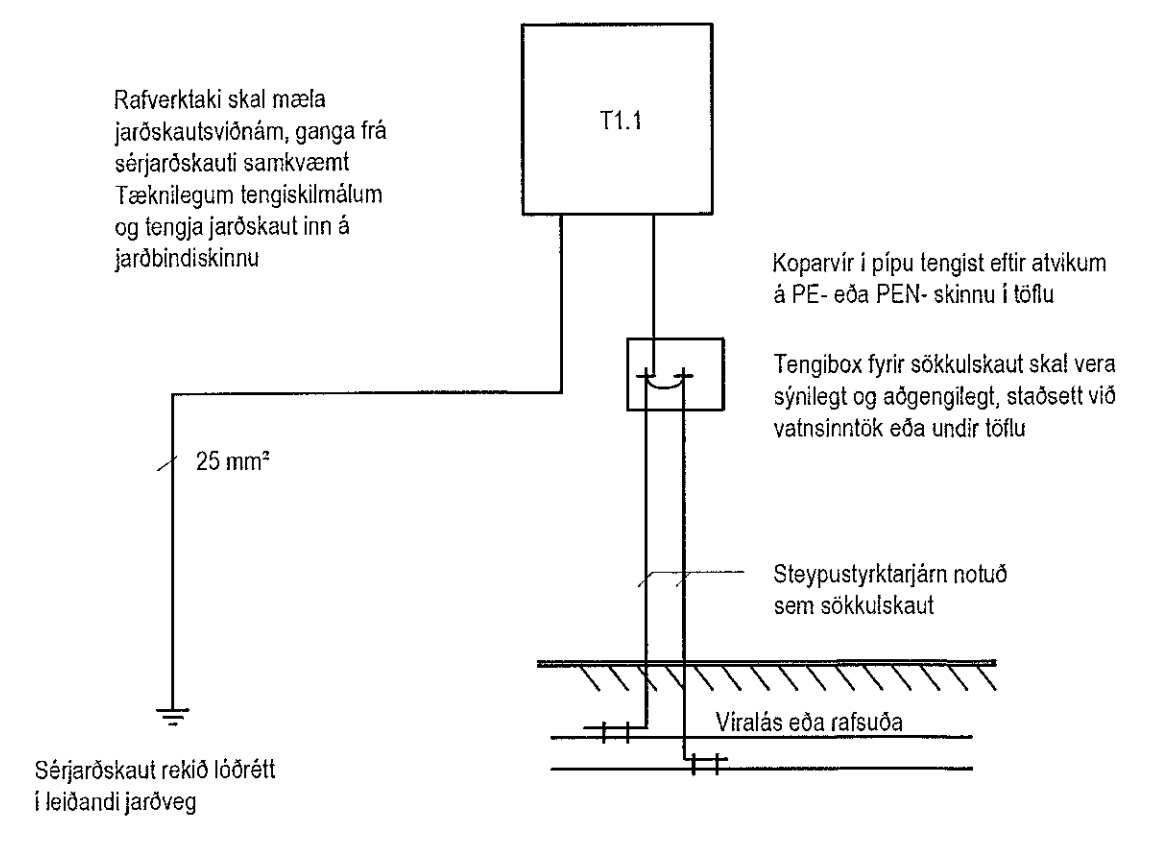 Rafverktaki skal mæla
jarðskautsviðnám, ganga frá
sérjarðskauti samkvæmt
Tæknilegum tengiskilmálum
og tengja jarðskaut inn á
jarðbindiskinnu
T1.1
Koparvír í pípu tengist eftir atvikum
á PE- eða PEN- skinnu í töflu
Tengibox fyrir sökkulskaut skal vera
sýnilegt og aðgengilegt, staðsett við
vatnsinntök eða undir töflu
25 mm²
Steypustyrktarjárn notuð
sem sökkulskaut
Víralás eða rafsuða
Sérjarðskaut rekið lóðrétt
í leiðandi jarðveg